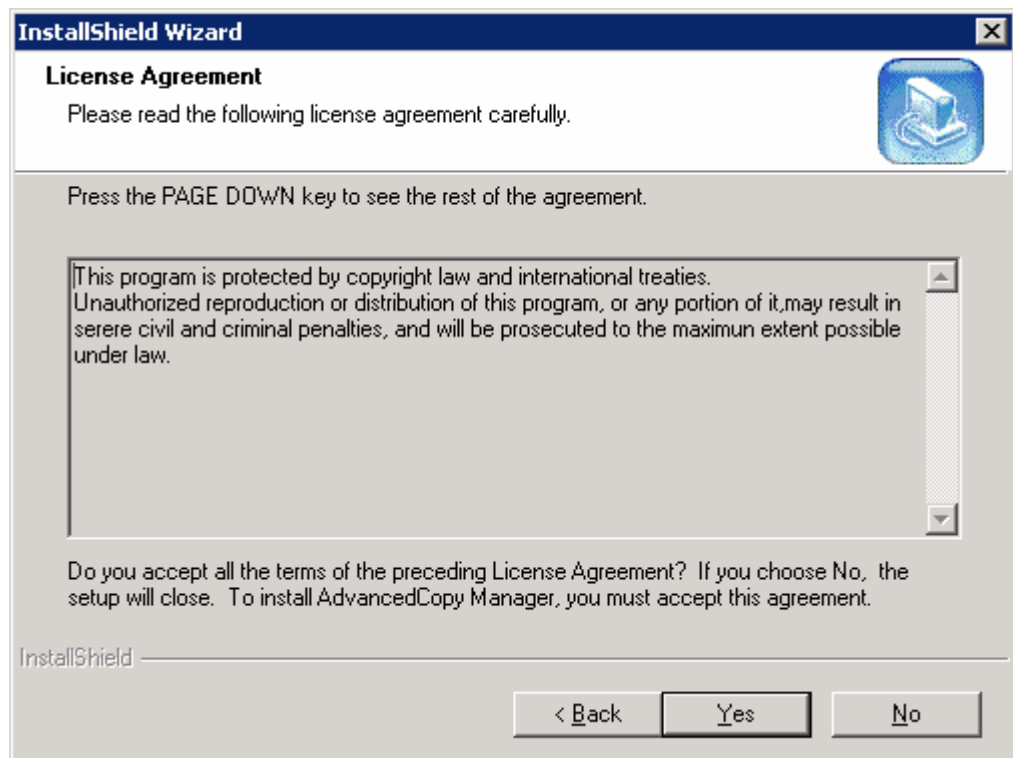 InstallShield Wizard
License Agreement
Please read the following license agreement carefully.
Press the PAGE DOWN key to see the rest of the agreement.
This program is protected by copyright law and international treaties.
Unauthorized reproduction or distribution of this program, or any portion of it,may result in
serere civil and criminal penalties, and will be prosecuted to the maximun extent possible
under law.
Do you accept all the terms of the preceding License Agreement?  If you choose No,  the
setup will close.  To install AdvancedCopy Manager, you must accept this agreement.
InstallShield
< Back
Yes
No